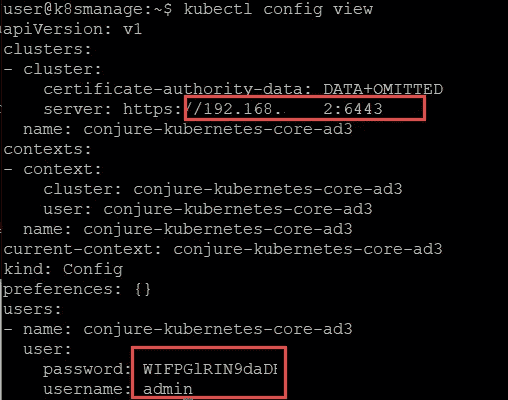 user@k8smanage:~$ kubectl config view
apiVersion: v1
clusters:
- cluster:
    certificate-authority-data: DATA+OMITTED
    server: https://192.168. 2:6443
  name: conjure-kubernetes-core-ad3
contexts:
- context:
    cluster: conjure-kubernetes-core-ad3
    user: conjure-kubernetes-core-ad3
  name: conjure-kubernetes-core-ad3
current-context: conjure-kubernetes-core-ad3
kind: Config
preferences: {}
users:
- name: conjure-kubernetes-core-ad3
  user:
    password: WIFPGlRIN9daD
    username: admin